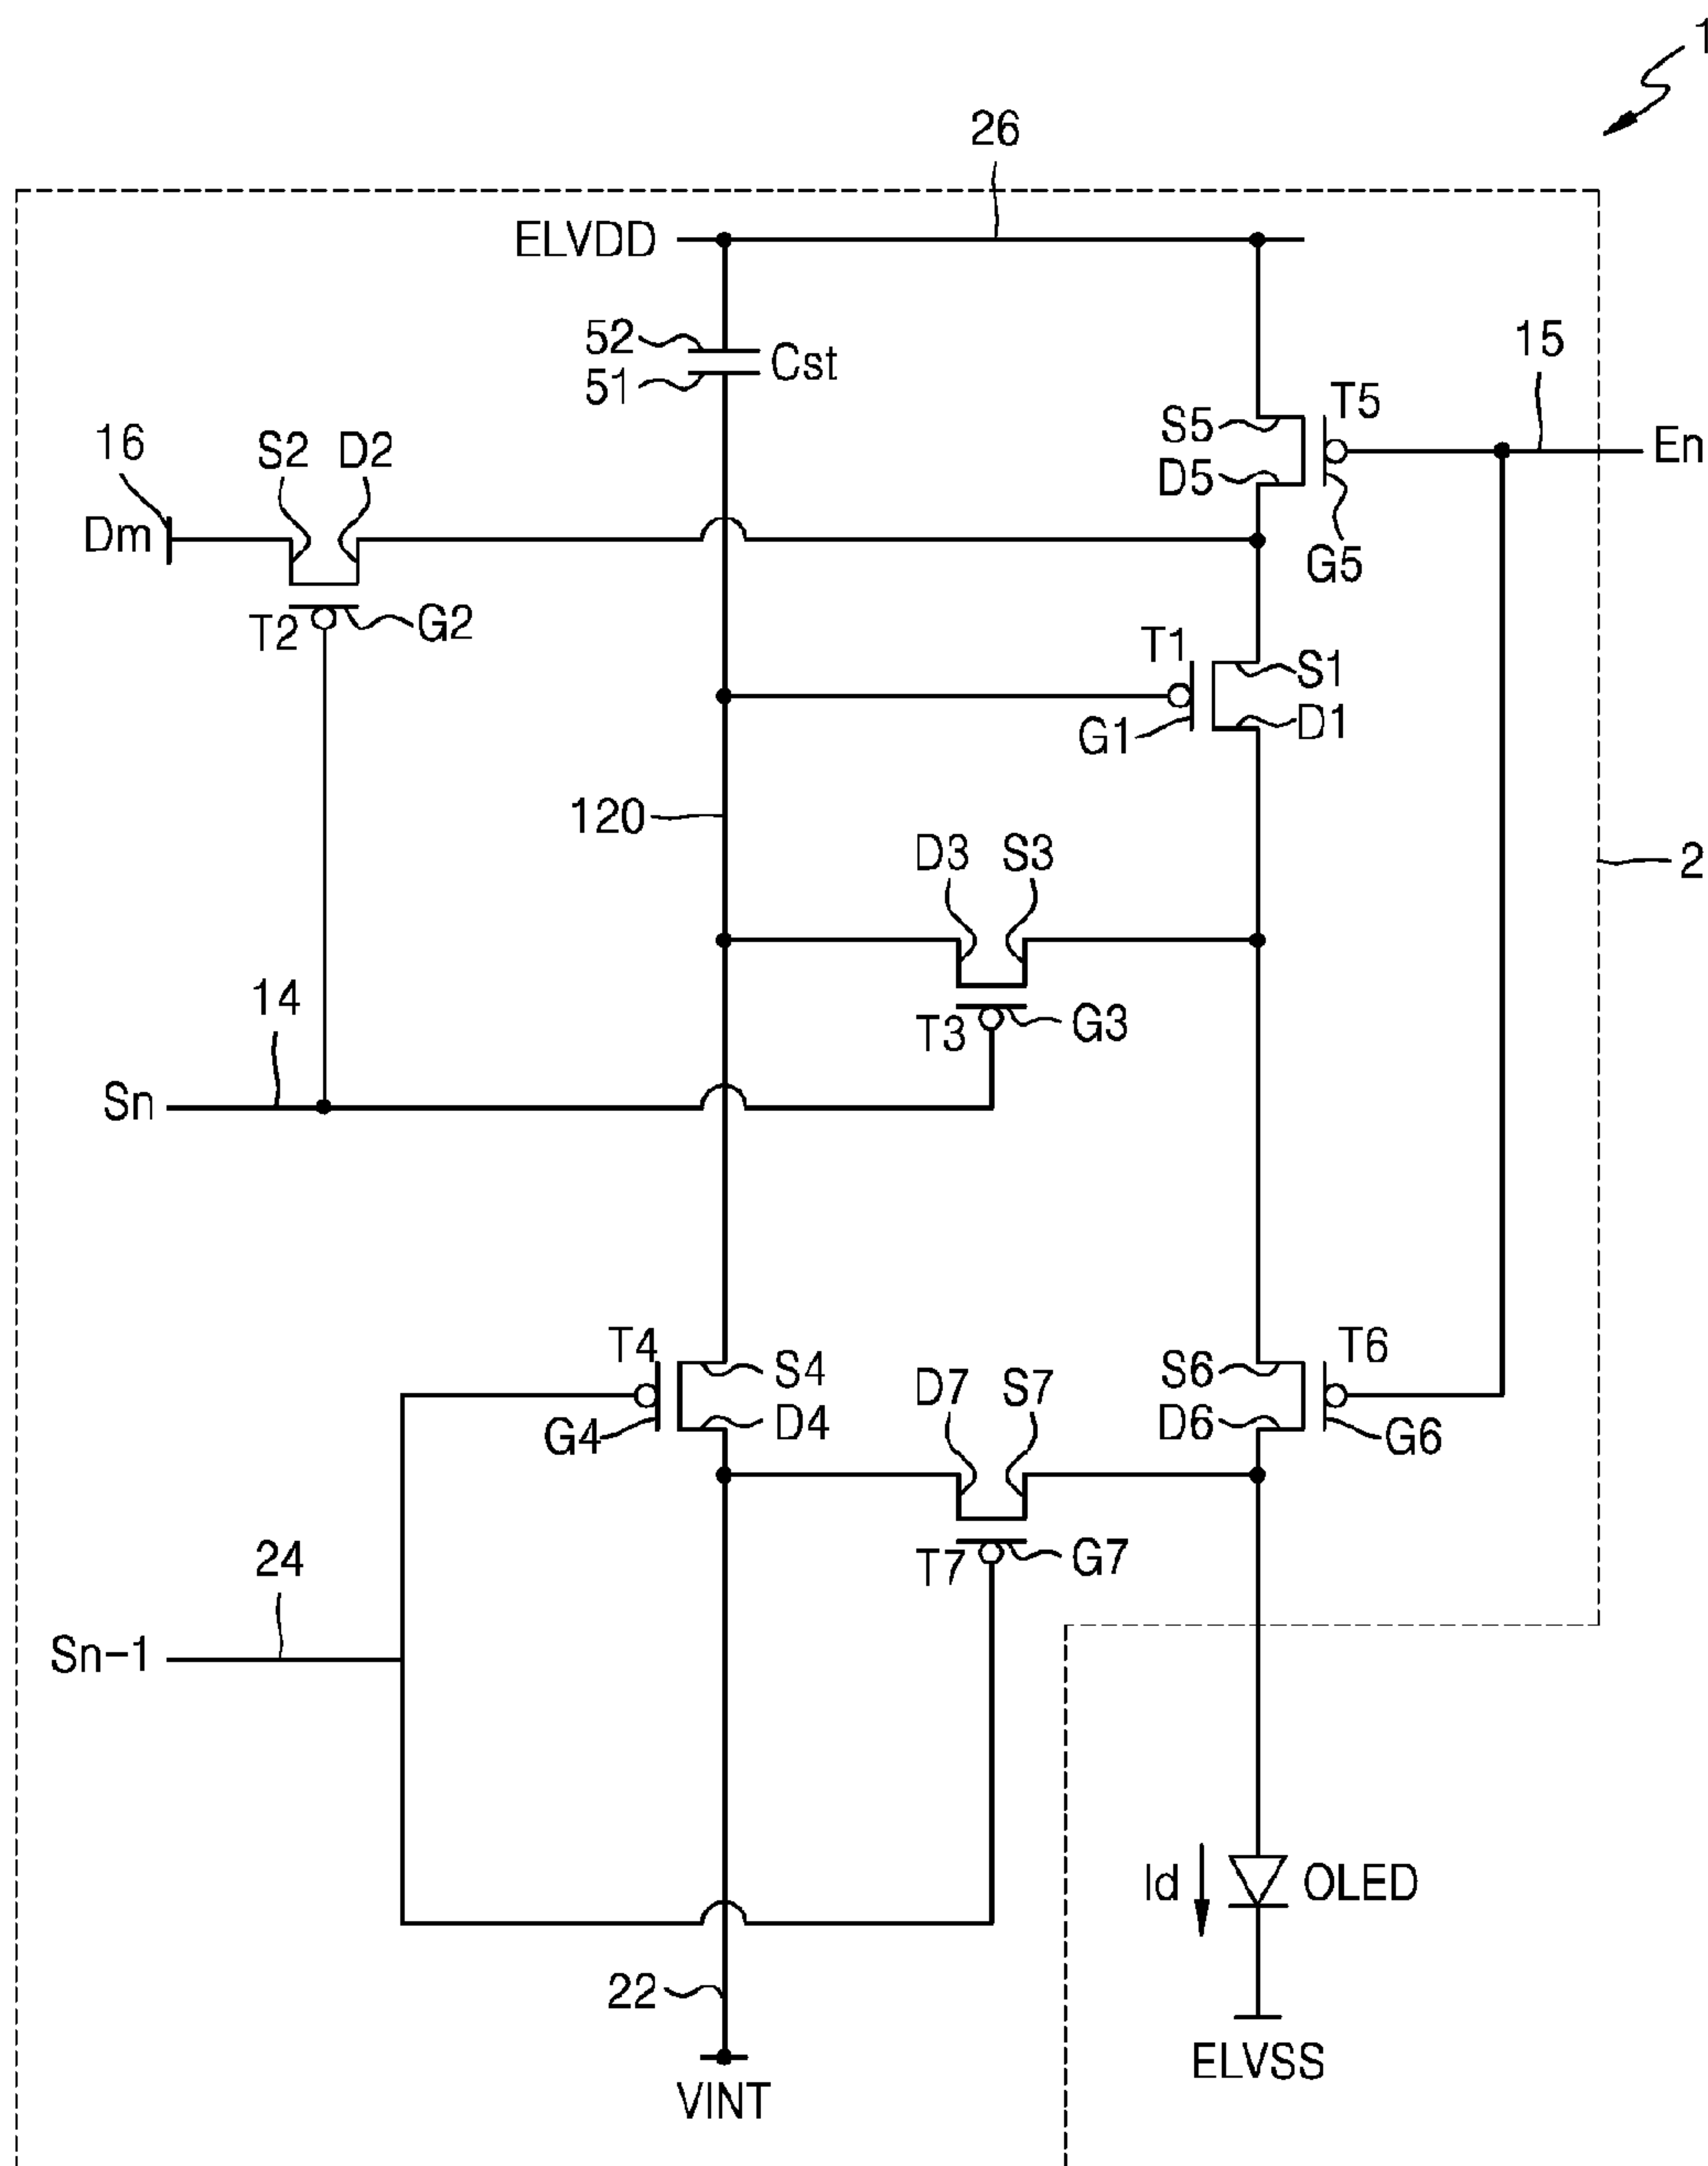 1
26
ELVDD
52
51
Cst
15
T5
S5
D5
En
16
S2 D2
Dm
G5
T2
G2
T1
S1
G1
D1
120
D3 S3
2
14
T3
G3
Sn
T4
S4
D7 S7
S6
T6
G4
D4
D6
G6
24
T7
G7
Sn-1
Id
OLED
22
ELVSS
VINT